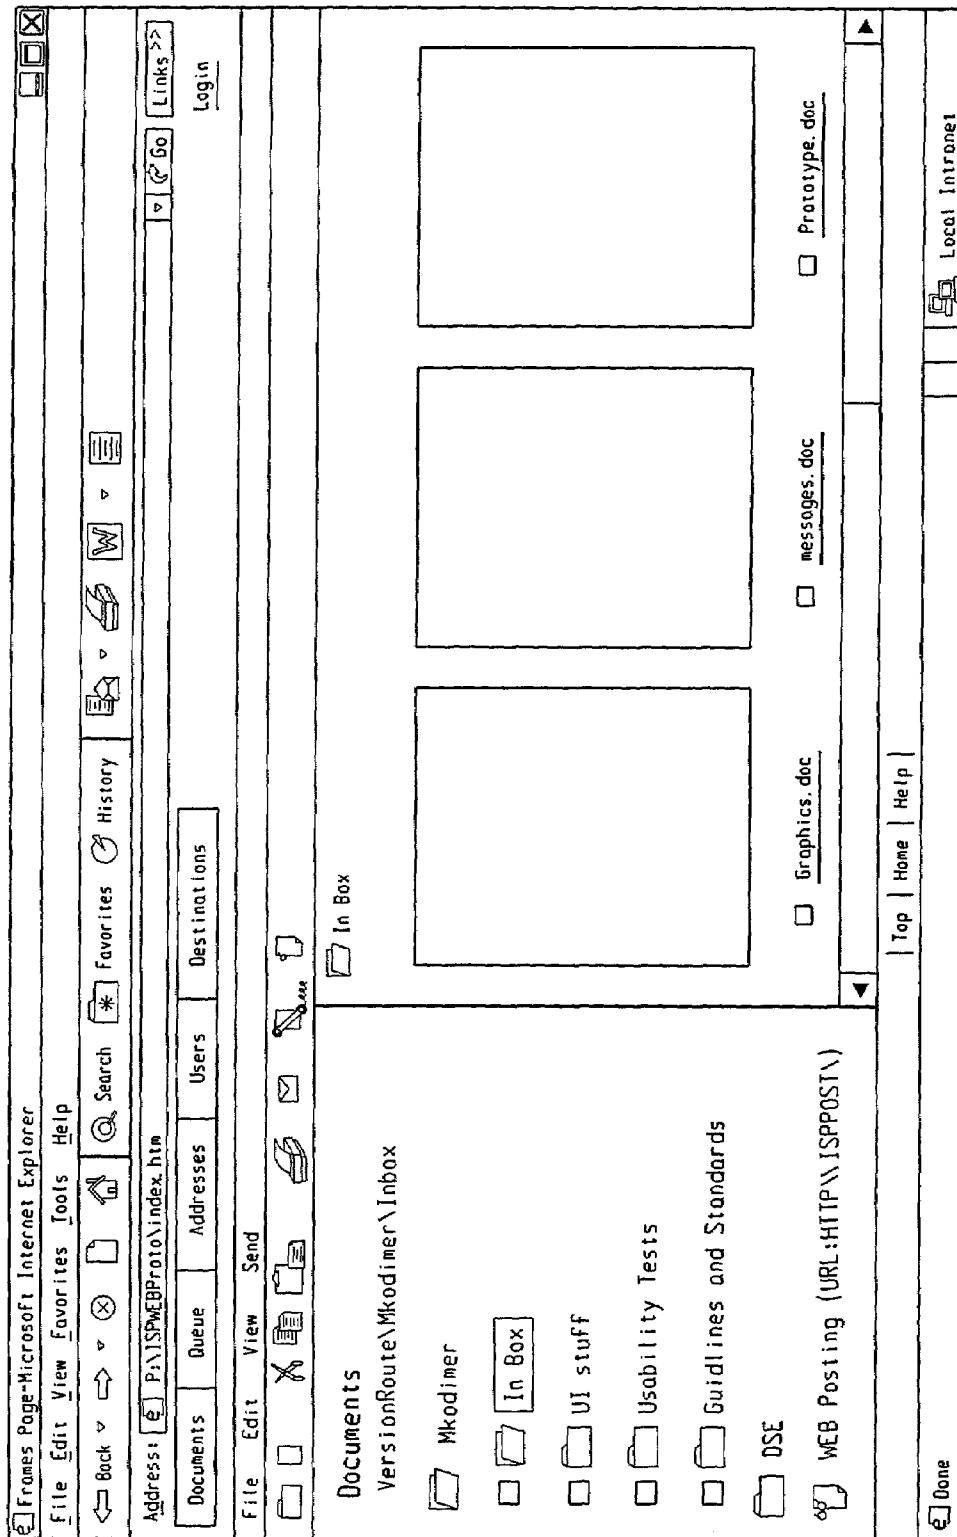 Frames Page-Microsoft Internet Explorer
File Edit View Favorites Tools Help
Back Search Favorites History W
Address: P:\ISPWEBProto\index.htm Go Links >>
Login
Documents Queue Addresses Users Destinations
File Edit View Send
Documents
VersionRoute\Mkodimer\Inbox
Mkodimer
In Box
UI stuff
Usability Tests
Guidlines and Standards
DSE
WEB Posting (URL:HTTP\\ISPPOST\)
In Box
Graphics.doc messages.doc Prototype.doc
| Top | Home | Help |
Done Local Intranet